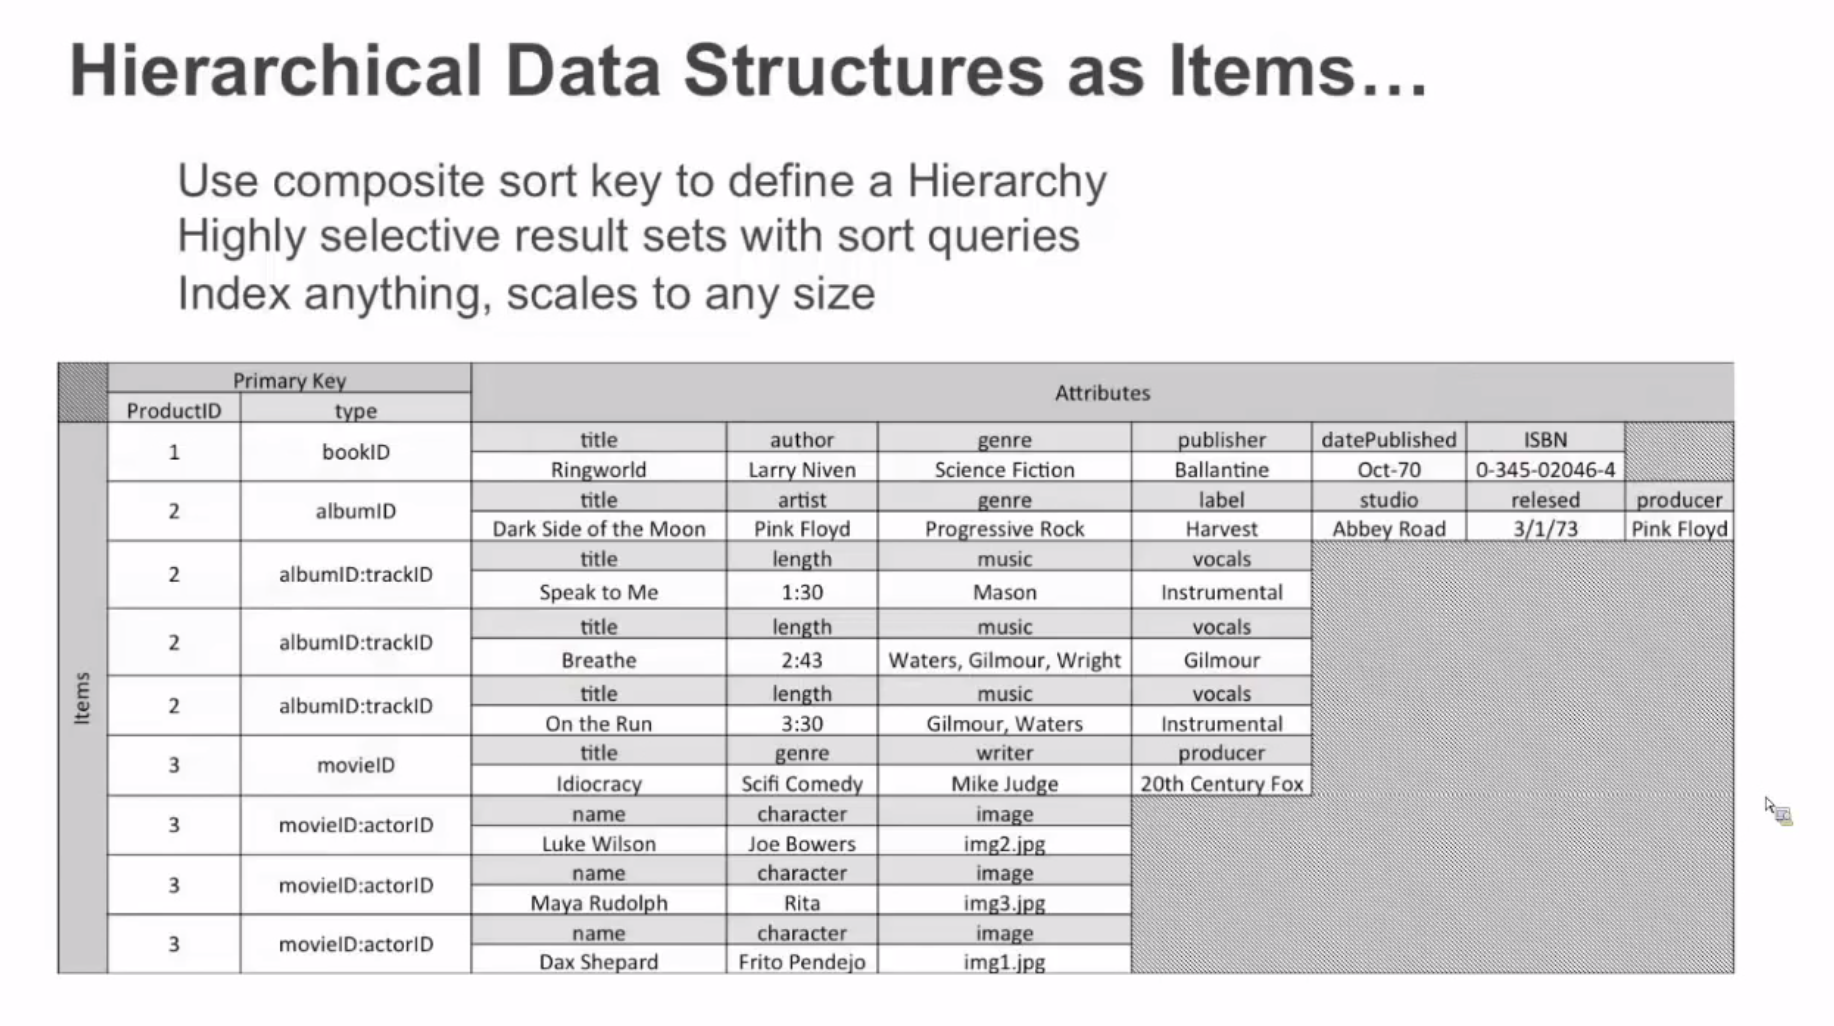 Hierarchical Data Structures as Items...
Use composite sort key to define a Hierarchy
Highly selective result sets with sort queries
Index anything, scales to any size
Primary Key
Attributes
ProductID type
Items
1 bookID
title author genre publisher datePublished ISBN
Ringworld Larry Niven Science Fiction Ballantine Oct-70 0-345-02046-4
2 albumID
title artist genre label studio relesed producer
Dark Side of the Moon Pink Floyd Progressive Rock Harvest Abbey Road 3/1/73 Pink Floyd
2 albumID:trackID
title length music vocals
Speak to Me 1:30 Mason Instrumental
2 albumID:trackID
title length music vocals
Breathe 2:43 Waters, Gilmour, Wright Gilmour
2 albumID:trackID
title length music vocals
On the Run 3:30 Gilmour, Waters Instrumental
3 movieID
title genre writer producer
Idiocracy Scifi Comedy Mike Judge 20th Century Fox
3 movieID:actorID
name character image
Luke Wilson Joe Bowers img2.jpg
3 movieID:actorID
name character image
Maya Rudolph Rita img3.jpg
3 movieID:actorID
name character image
Dax Shepard Frito Pendejo img1.jpg